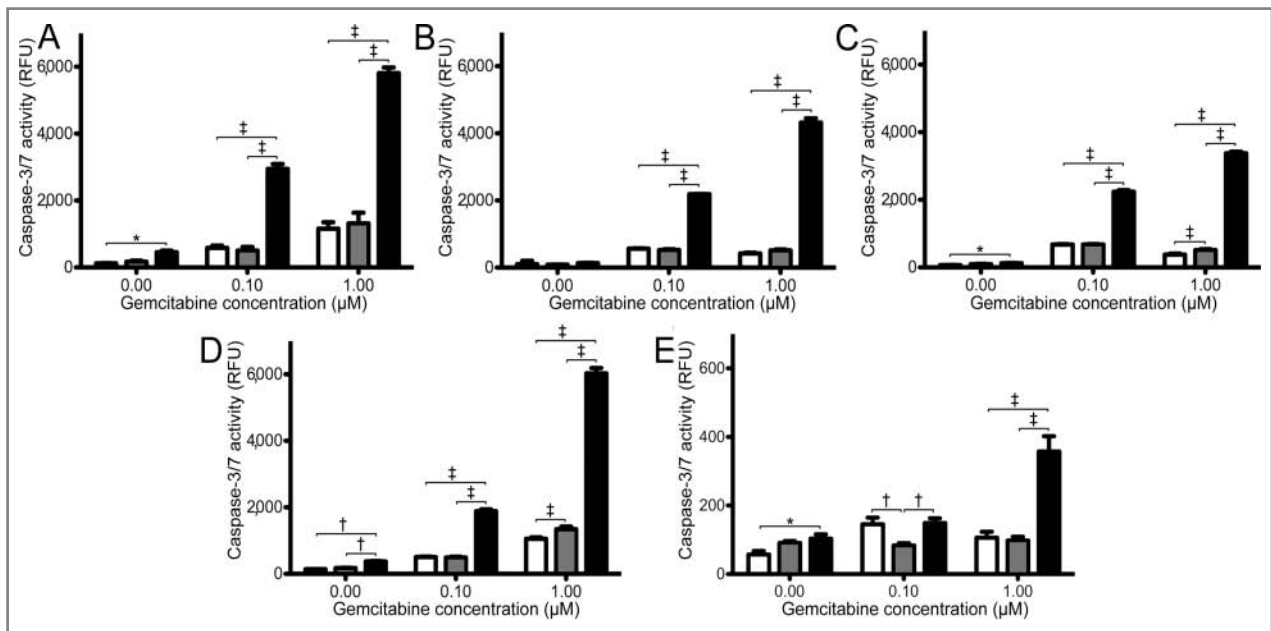 A
Caspase-3/7 activity (RFU)
6,000
4,000
2,000
0
‡
‡
‡
‡
*
0.00 0.10 1.00
Gemcitabine concentration (µM)
B
Caspase-3/7 activity (RFU)
6,000
4,000
2,000
0
‡
‡
‡
‡
0.00 0.10 1.00
Gemcitabine concentration (µM)
C
Caspase-3/7 activity (RFU)
6,000
4,000
2,000
0
‡
‡
‡
‡
‡
*
0.00 0.10 1.00
Gemcitabine concentration (µM)
D
Caspase-3/7 activity (RFU)
6,000
4,000
2000
0
‡
‡
‡
‡
‡
†
†
0.00 0.10 1.00
Gemcitabine concentration (µM)
E
Caspase-3/7 activity (RFU)
600
400
200
0
‡
‡
† †
*
0.00 0.10 1.00
Gemcitabine concentration (µM)